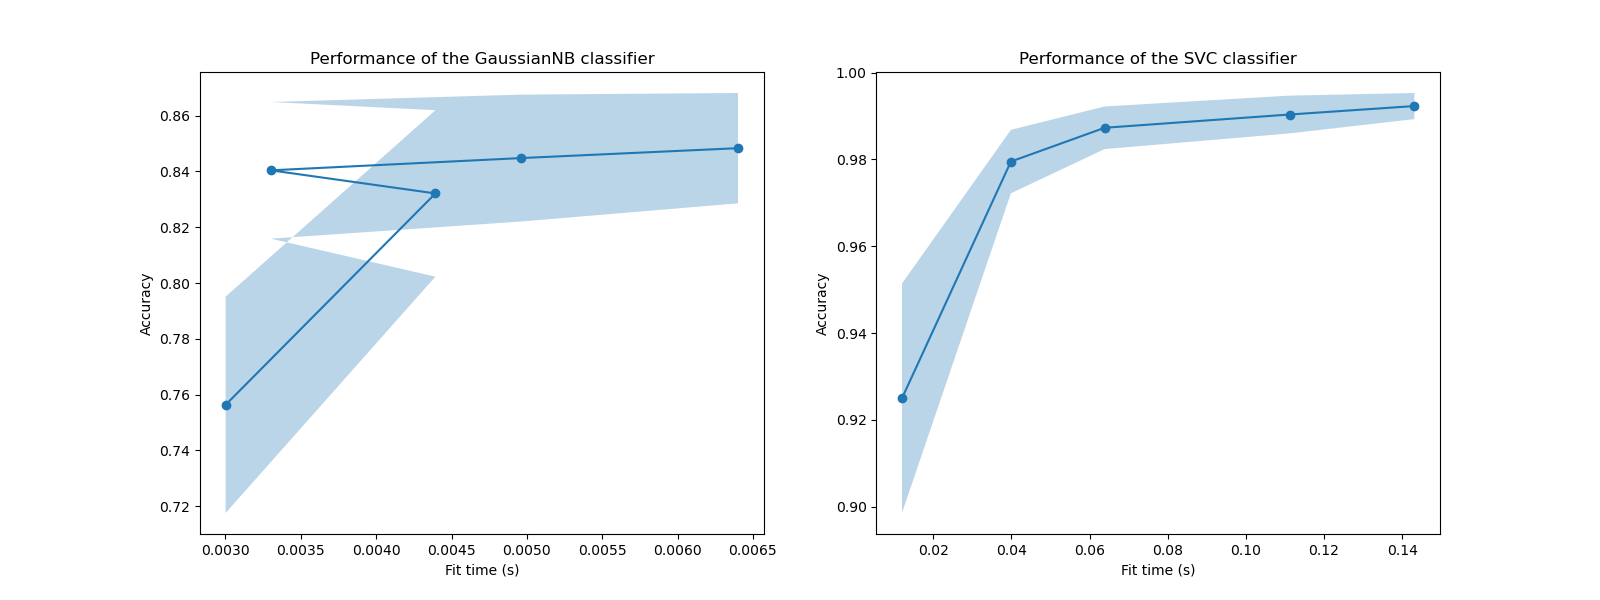 Performance of the GaussianNB classifier
Accuracy
0.86
0.84
0.82
0.80
0.78
0.76
0.74
0.72
0.0030 0.0035 0.0040 0.0045 0.0050 0.0055 0.0060 0.0065
Fit time (s)
Performance of the SVC classifier
Accuracy
1.00
0.98
0.96
0.94
0.92
0.90
0.02 0.04 0.06 0.08 0.10 0.12 0.14
Fit time (s)